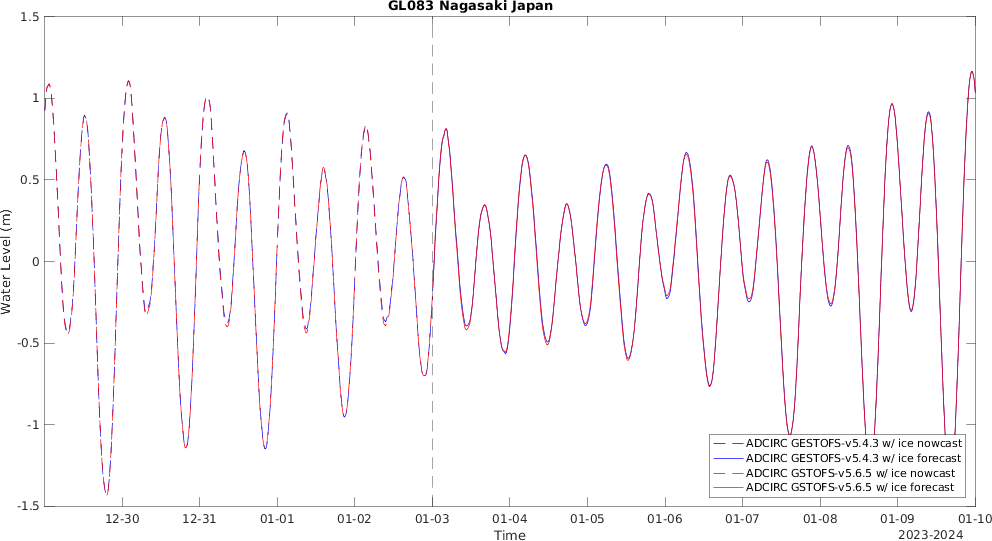 GL083 Nagasaki Japan
1.5
1
0.5
0
-0.5
-1
-1.5
Water Level (m)
12-30
12-31
01-01
01-02
01-03
01-04
01-05
01-06
01-07
01-08
01-09
01-10
Time
2023-2024
ADCIRC GESTOFS-v5.4.3 w/ ice nowcast
ADCIRC GESTOFS-v5.4.3 w/ ice forecast
ADCIRC GSTOFS-v5.6.5 w/ ice nowcast
ADCIRC GSTOFS-v5.6.5 w/ ice forecast